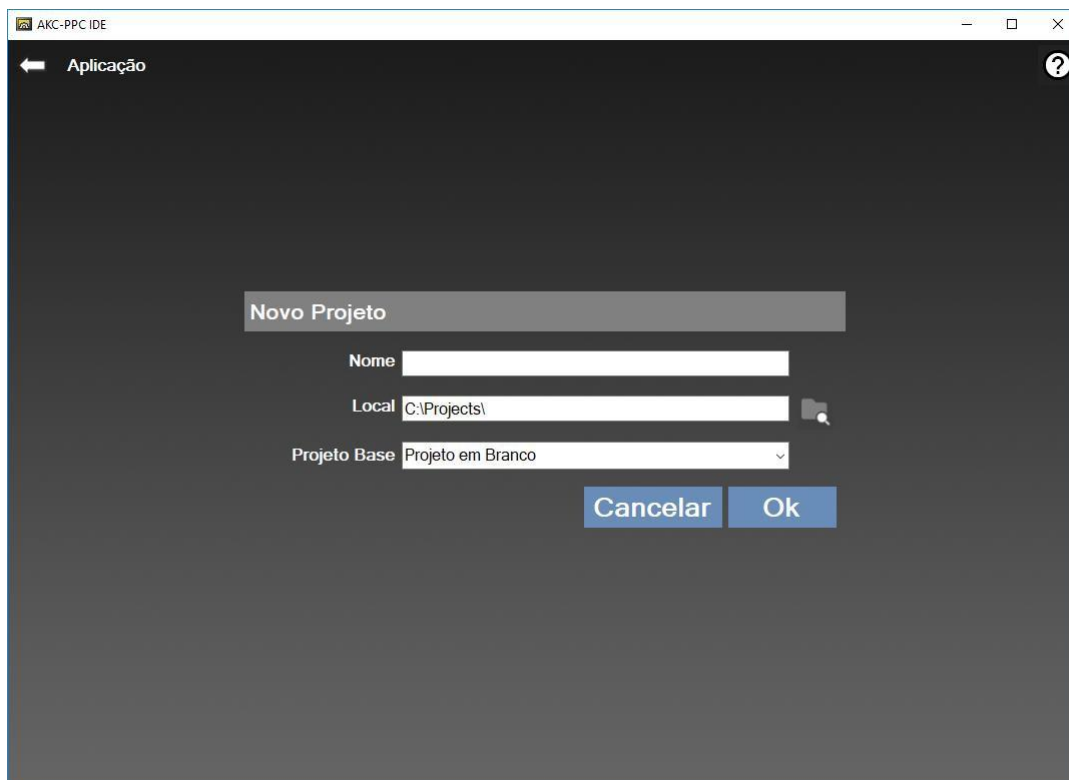 AKC-PPC IDE
Aplicação
?
Novo Projeto
Nome
Local C:\Projects\
Projeto Base Projeto em Branco
Cancelar Ok